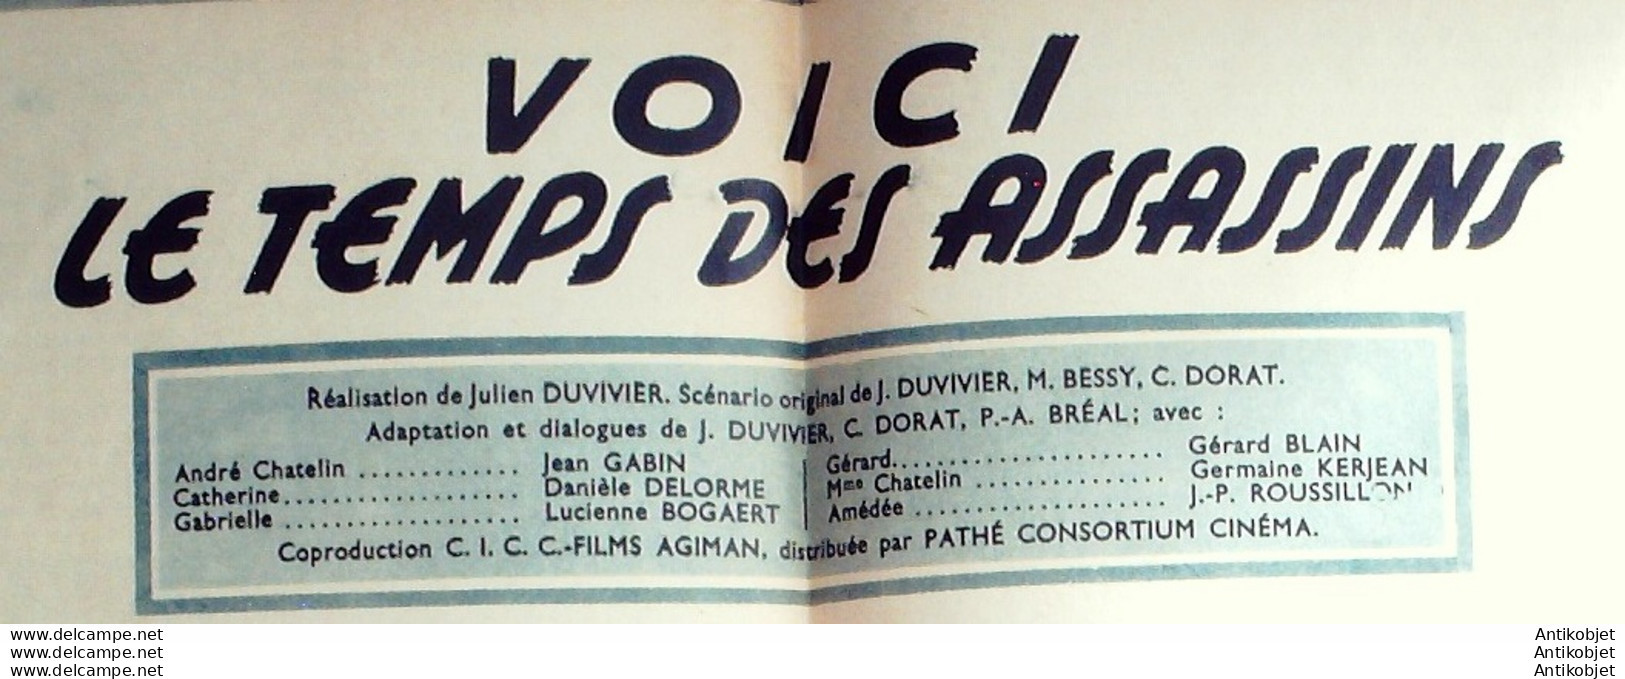 VOICI
LE TEMPS DES ASSASSINS
Réalisation de Julien DUVIVIER. Scénario original de J. DUVIVIER, M. BESSY, C. DORAT.
Adaptation et dialogues de J. DUVIVIER, C. DORAT, P.-A. BRÉAL; avec :
André Chatelin ............. Jean GABIN
Catherine.................... Danièle DELORME
Gabrielle .................... Lucienne BOGAERT
Gérard....................... Gérard BLAIN
Mme Chatelin ................ Germaine KERJEAN
Amédée ..................... J.-P. ROUSSILLON
Coproduction C. I. C. C.-FILMS AGIMAN, distribuée par PATHÉ CONSORTIUM CINÉMA.
www.delcampe.net
www.delcampe.net
www.delcampe.net
Antikobjet
Antikobjet
Antikobjet